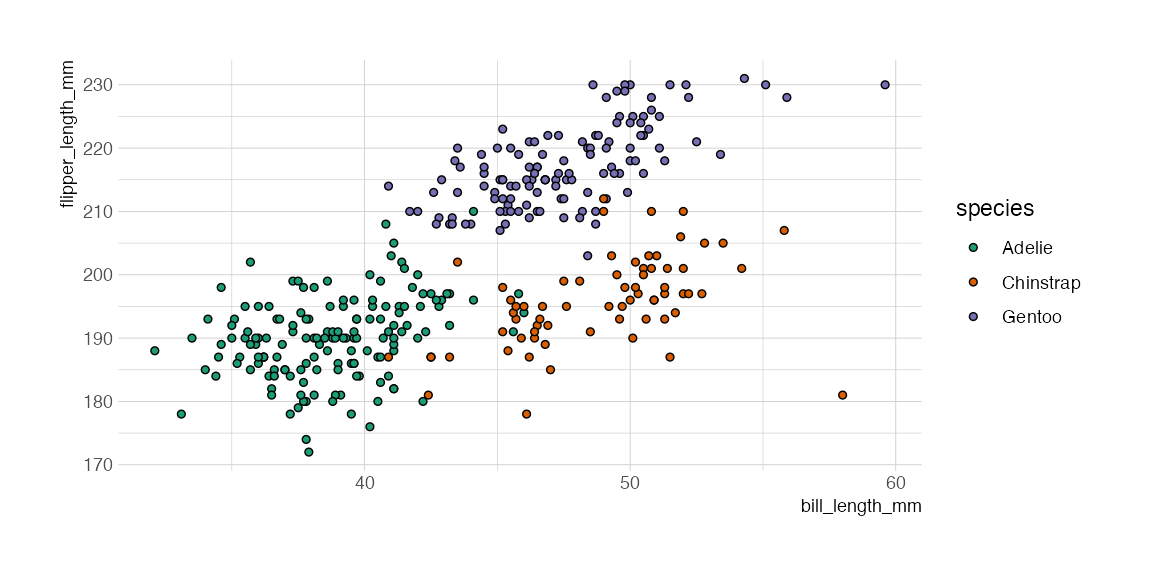 flipper_length_mm
230
220
210
200
190
180
170
40
50
60
bill_length_mm
species
Adelie
Chinstrap
Gentoo